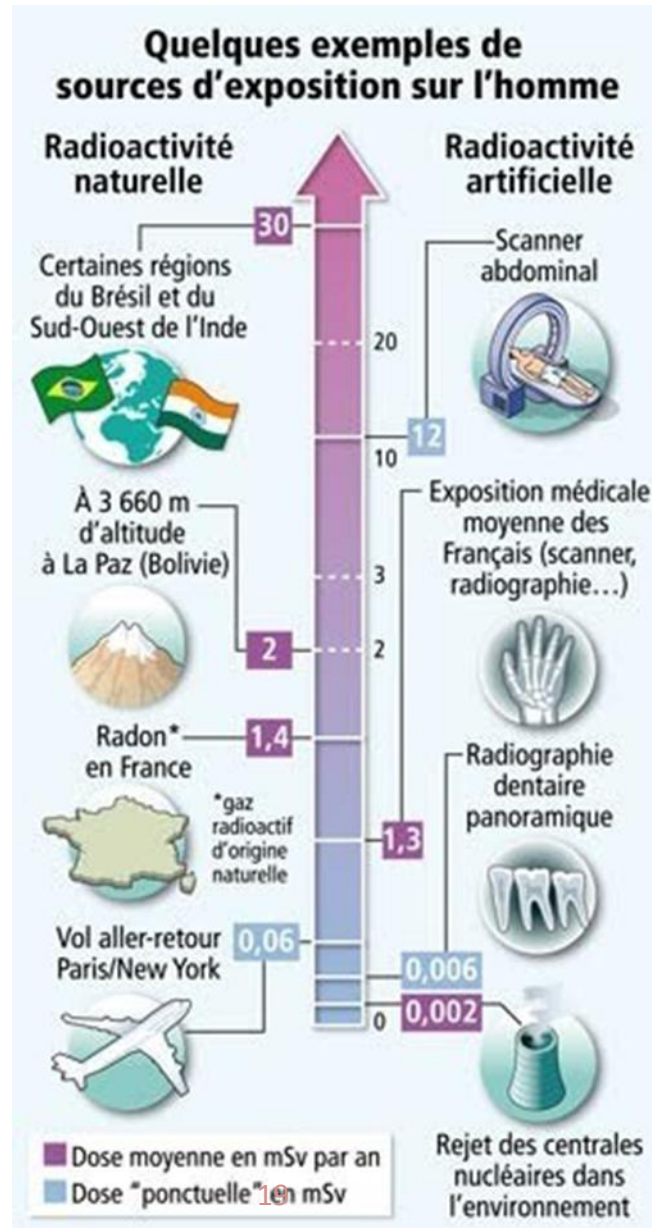 Quelques exemples de
sources d'exposition sur l'homme
Radioactivité
naturelle
Radioactivité
artificielle
30
Certaines régions
du Brésil et du
Sud-Ouest de l'Inde
Scanner
abdominal
20
12
10
À 3 660 m
d'altitude
à La Paz (Bolivie)
Exposition médicale
moyenne des
Français (scanner,
radiographie...)
3
2
2
Radon*
en France
1,4
*gaz
radioactif
d'origine
naturelle
1,3
Radiographie
dentaire
panoramique
Vol aller-retour
Paris/New York
0,06
0,006
0,002
0
Rejet des centrales
nucléaires dans
l'environnement
Dose moyenne en mSv par an
Dose "ponctuelle" en mSv
19